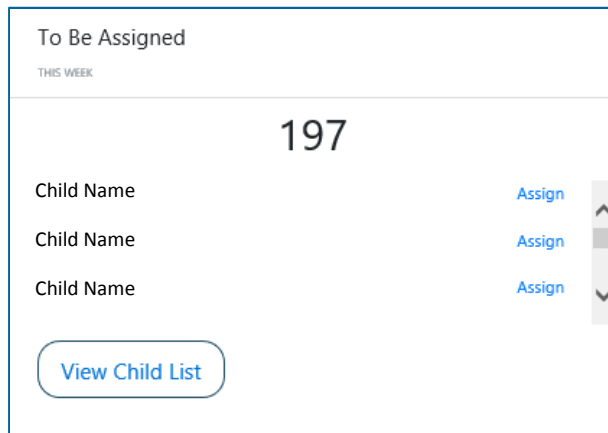 To Be Assigned
THIS WEEK
197
Child Name Assign
Child Name Assign
Child Name Assign
View Child List